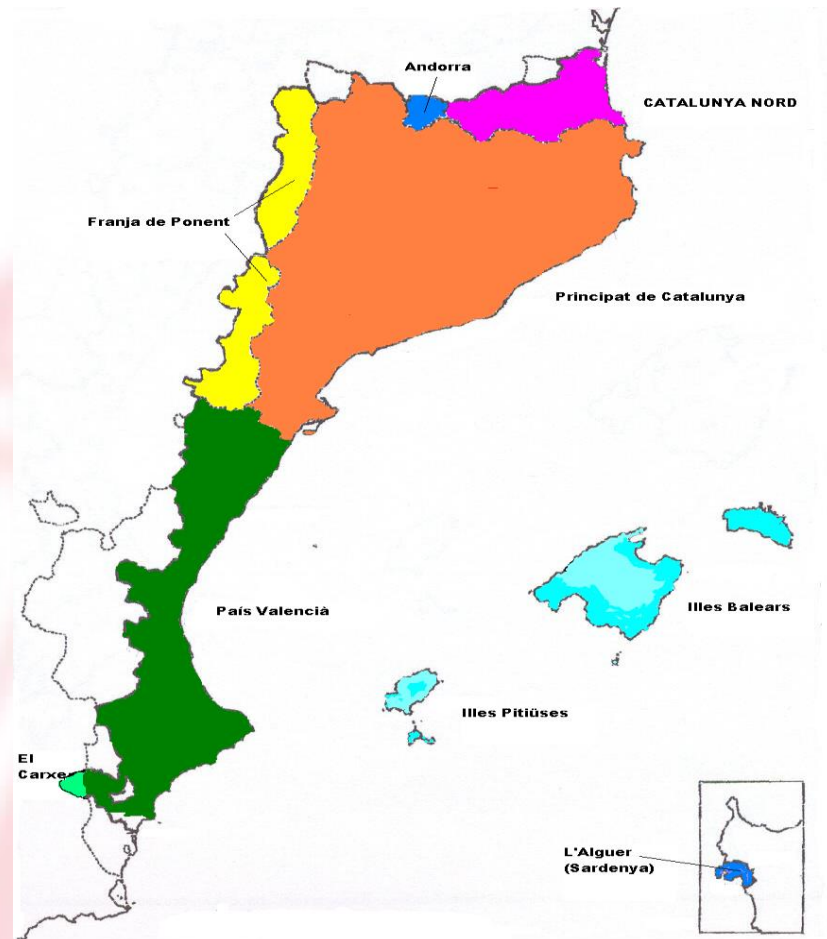 Andorra
CATALUNYA NORD
Franja de Ponent
Principat de Catalunya
País Valencià
Illes Balears
Illes Pitiüses
El
Carxe
L'Alguer
(Sardenya)